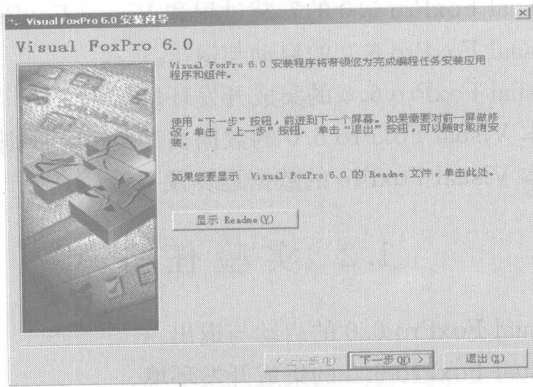 Visual FoxPro 6.0 安装向导
Visual FoxPro 6.0
Visual FoxPro 6.0 安装程序将带领您为完成编程任务安装应用
程序和组件。
使用“下一步”按钮，前进到下一个屏幕。如果需要对前一屏做修
改，单击 “上一步”按钮． 单击“退出”按钮，可以随时取消安
装。
如果您要显示 Visual FoxPro 6.0 的 Readme 文件，单击此处。
显示 Readme(V)
< 上一步(B)
下一步(N) >
退出(X)